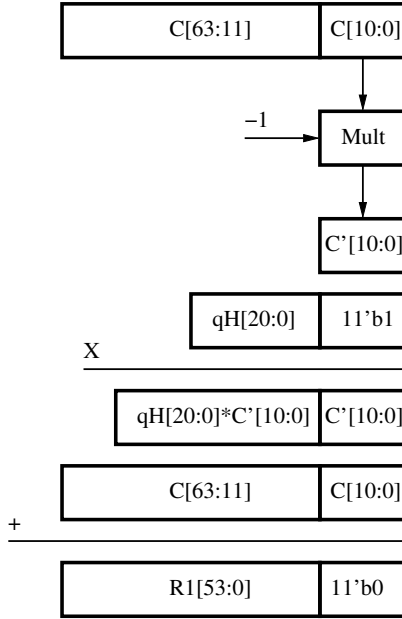 C[63:11] C[10:0]
−1
Mult
C’[10:0]
qH[20:0] 11’b1
X
qH[20:0]*C’[10:0] C’[10:0]
C[63:11] C[10:0]
+
R1[53:0] 11’b0